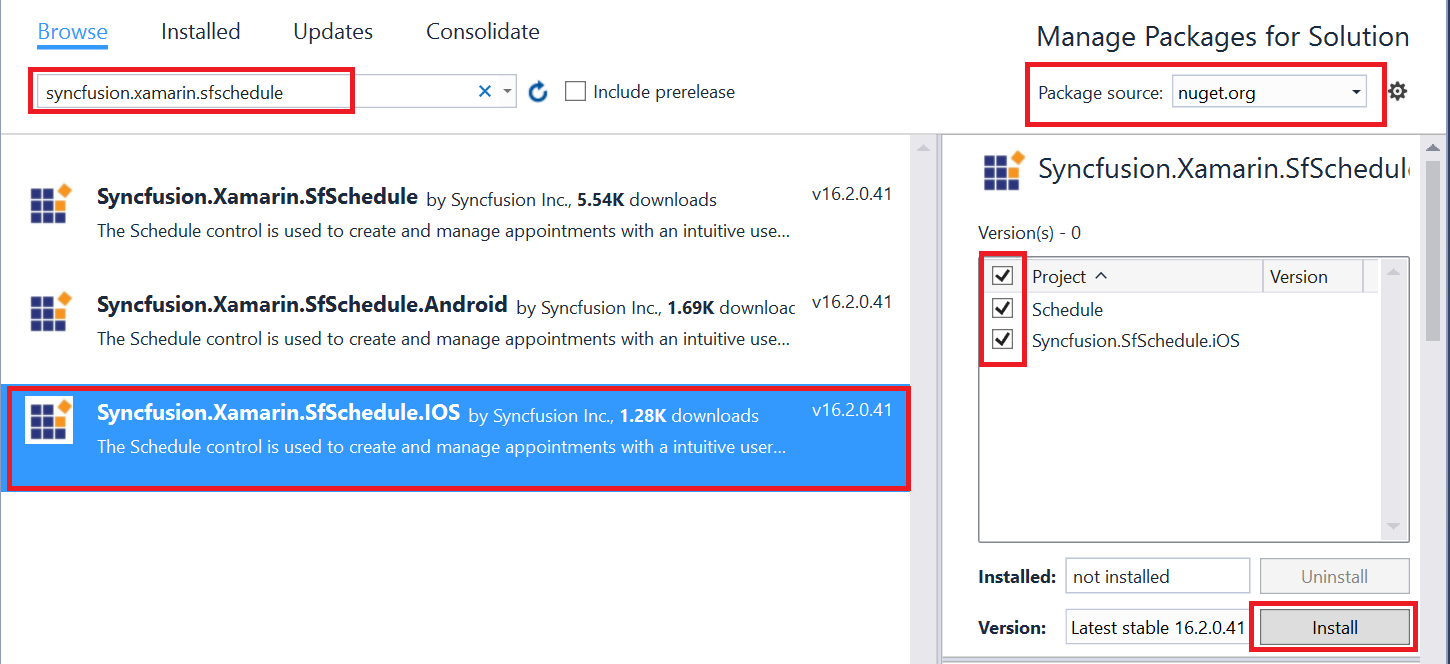 Browse Installed Updates Consolidate
Manage Packages for Solution
syncfusion.xamarin.sfschedule
Include prerelease
Package source: nuget.org
Syncfusion.Xamarin.SfSchedule by Syncfusion Inc., 5.54K downloads v16.2.0.41
The Schedule control is used to create and manage appointments with an intuitive use...
Syncfusion.Xamarin.SfSchedule.Android by Syncfusion Inc., 1.69K downloac v16.2.0.41
The Schedule control is used to create and manage appointments with an intuitive use...
Syncfusion.Xamarin.SfSchedule.IOS by Syncfusion Inc., 1.28K downloads v16.2.0.41
The Schedule control is used to create and manage appointments with a intuitive user...
Syncfusion.Xamarin.SfSchedule
Version(s) - 0
Project Version
Schedule
Syncfusion.SfSchedule.iOS
Installed: not installed Uninstall
Version: Latest stable 16.2.0.41 Install